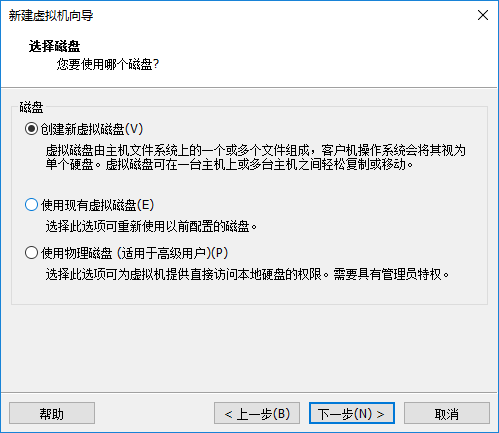 新建虚拟机向导
选择磁盘
您要使用哪个磁盘?
磁盘
创建新虚拟磁盘(V)
虚拟磁盘由主机文件系统上的一个或多个文件组成，客户机操作系统会将其视为
单个硬盘。虚拟磁盘可在一台主机上或多台主机之间轻松复制或移动。
使用现有虚拟磁盘(E)
选择此选项可重新使用以前配置的磁盘。
使用物理磁盘 (适用于高级用户)(P)
选择此选项可为虚拟机提供直接访问本地硬盘的权限。需要具有管理员特权。
帮助
< 上一步(B)
下一步(N) >
取消